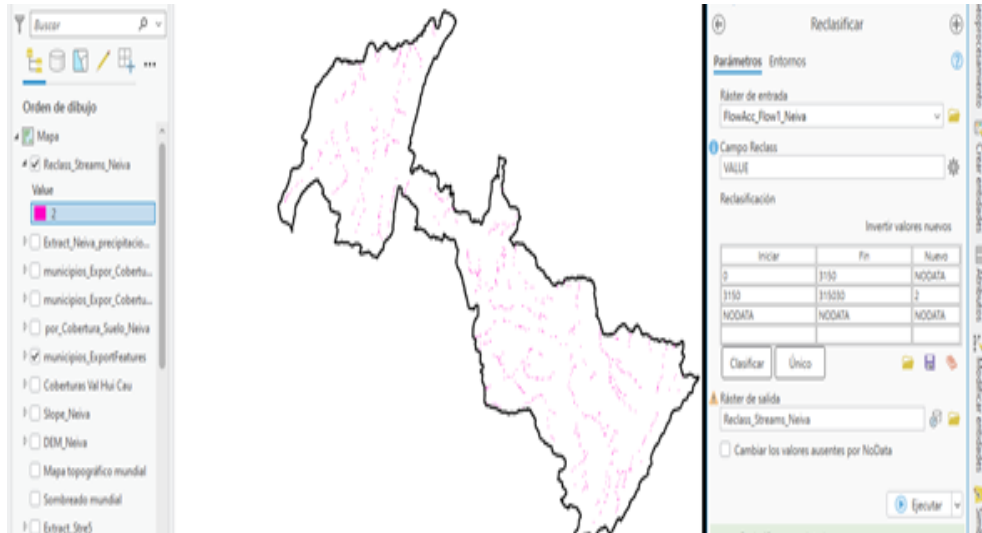 Buscar
Orden de dibujo
Mapa
Reclass_Streams_Neiva
Value
2
Extract_Neiva_precipitacio...
municipios_Expor_Cobertu...
municipios_Expor_Cobertu...
por_Cobertura_Suelo_Neiva
municipios_ExportFeatures
Coberturas Val Hui Cau
Slope_Neiva
DEM_Neiva
Mapa topográfico mundial
Sombreado mundial
Extract_Stre5
Reclasificar
Parámetros Entornos
Ráster de entrada
FlowAcc_Flow1_Neiva
Campo Reclass
VALUE
Reclasificación
Invertir valores nuevos
Iniciar Fin Nuevo
0 3150 NODATA
3150 315030 2
NODATA NODATA NODATA
Clasificar Único
Ráster de salida
Reclass_Streams_Neiva
Cambiar los valores ausentes por NoData
Ejecutar
eoprocesamiento
Crear entidades
Atributos
Modificar entidades
Simb